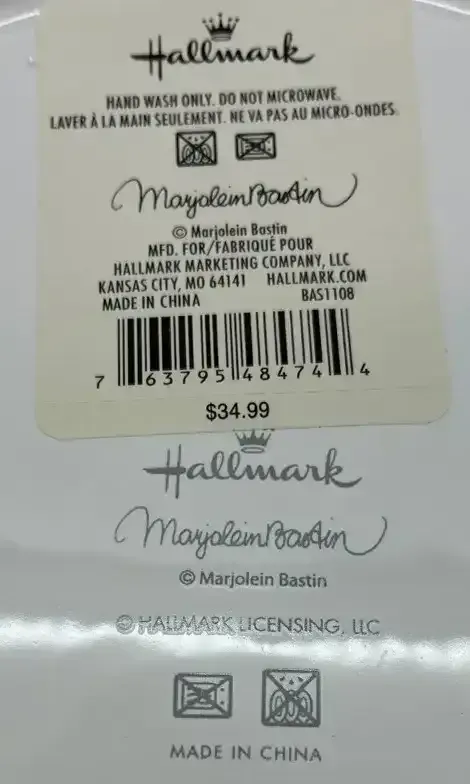 Hallmark
HAND WASH ONLY. DO NOT MICROWAVE.
LAVER À LA MAIN SEULEMENT. NE VA PAS AU MICRO-ONDES.
Marjolein Bastin
© Marjolein Bastin
MFD. FOR/FABRIQUÉ POUR
HALLMARK MARKETING COMPANY, LLC
KANSAS CITY, MO 64141 HALLMARK.COM
MADE IN CHINA BAS1108
7 63795 48474 4
$34.99
Hallmark
Marjolein Bastin
© Marjolein Bastin
© HALLMARK LICENSING, LLC
MADE IN CHINA